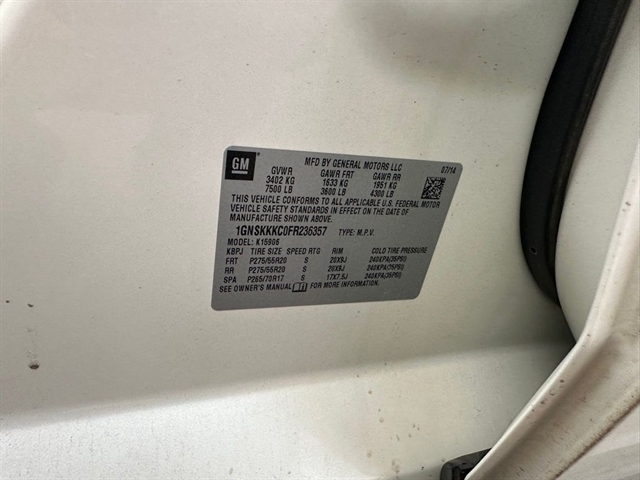 GM
MFD BY GENERAL MOTORS LLC 07/14
GVWR GAWR FRT GAWR RR
3402 KG 1633 KG 1951 KG
7500 LB 3600 LB 4300 LB
THIS VEHICLE CONFORMS TO ALL APPLICABLE U.S. FEDERAL MOTOR
VEHICLE SAFETY STANDARDS IN EFFECT ON THE DATE OF
MANUFACTURE SHOWN ABOVE.
1GNSKKKC0FR236357 TYPE: M.P.V.
MODEL: K15906
KBPJ TIRE SIZE SPEED RTG RIM COLD TIRE PRESSURE
FRT P275/55R20 S 20X9J 240KPA(35PSI)
RR P275/55R20 S 20X9J 240KPA(35PSI)
SPA P265/70R17 S 17X7.5J 240KPA(35PSI)
SEE OWNER'S MANUAL FOR MORE INFORMATION.